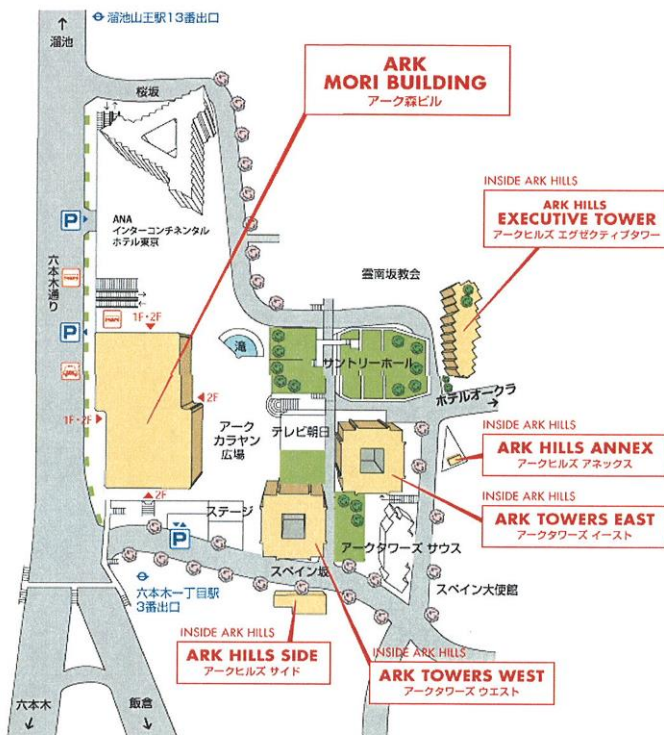 溜池山王駅13番出口
溜池
桜坂
ARK
MORI BUILDING
アーク森ビル
INSIDE ARK HILLS
ARK HILLS
EXECUTIVE TOWER
アークヒルズ エグゼクティブタワー
P
ANA
インターコンチネンタル
ホテル東京
六本木通り
雲南坂教会
1F・2F
P
滝
サントリーホール
ホテルオークラ
2F
1F・2F
アーク
カラヤン
広場
テレビ朝日
INSIDE ARK HILLS
ARK HILLS ANNEX
アークヒルズ アネックス
INSIDE ARK HILLS
ARK TOWERS EAST
アークタワーズ イースト
2F
ステージ
P
アークタワーズ サウス
スペイン坂
スペイン大使館
六本木一丁目駅
3番出口
INSIDE ARK HILLS
ARK HILLS SIDE
アークヒルズ サイド
INSIDE ARK HILLS
ARK TOWERS WEST
アークタワーズ ウエスト
六本木
飯倉